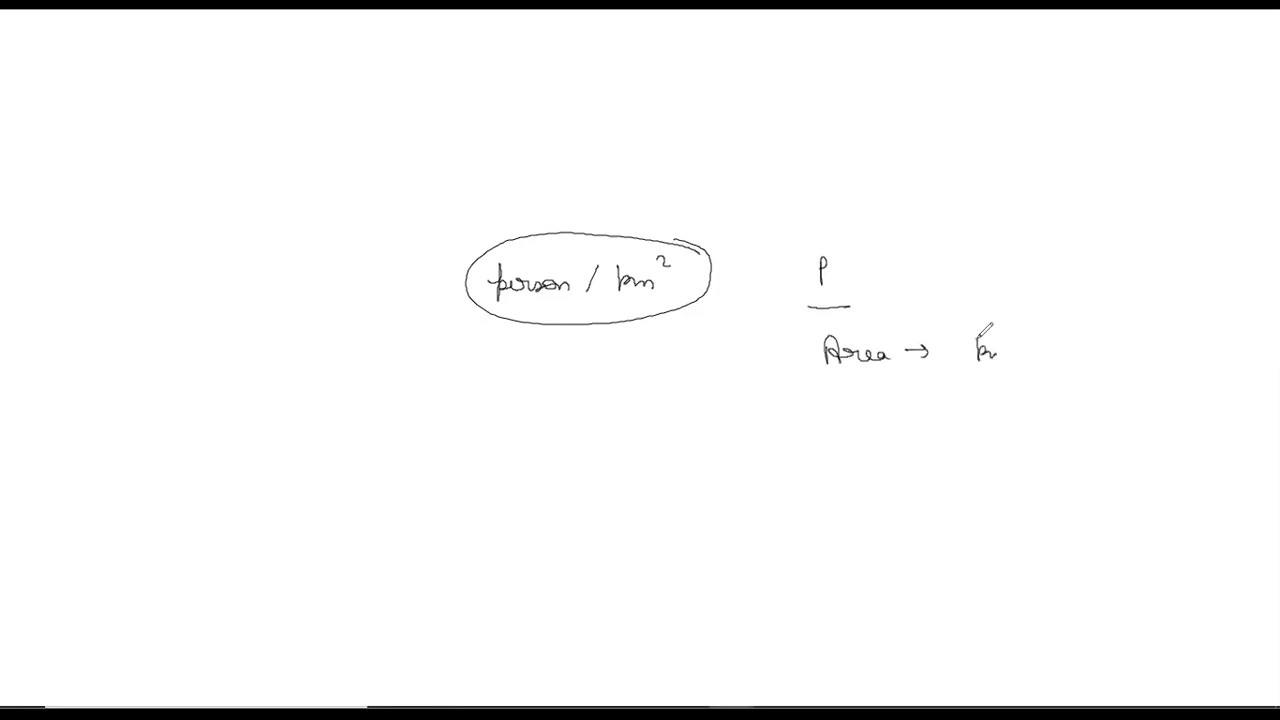 person / km²
P
Area →